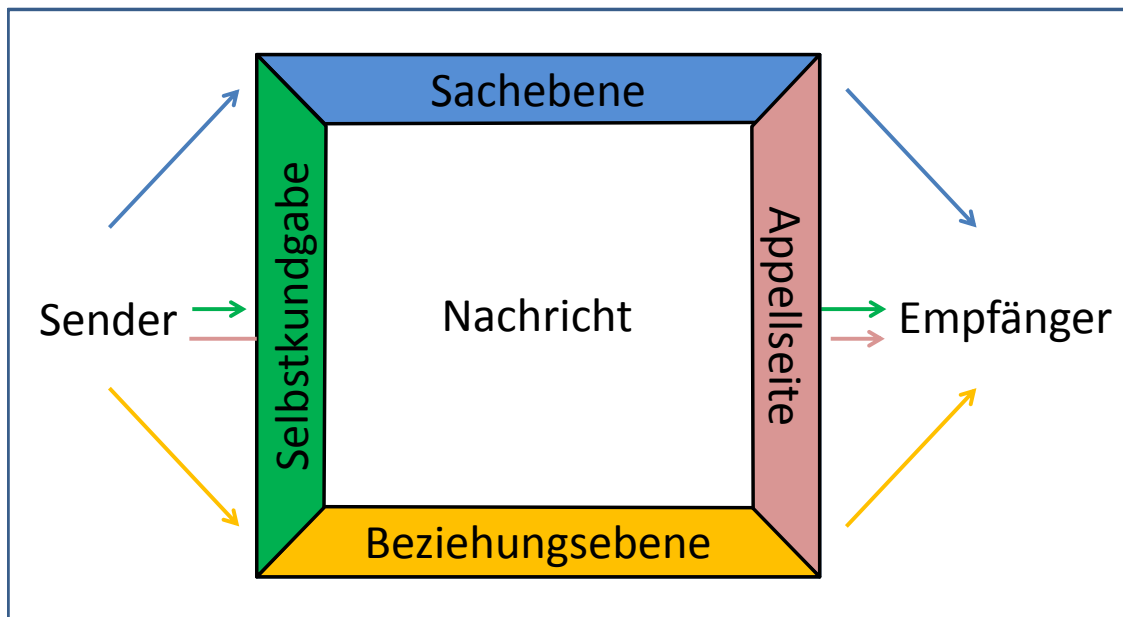 Sachebene
Sender
Selbstkundgabe
Nachricht
Appellseite
Empfänger
Beziehungsebene